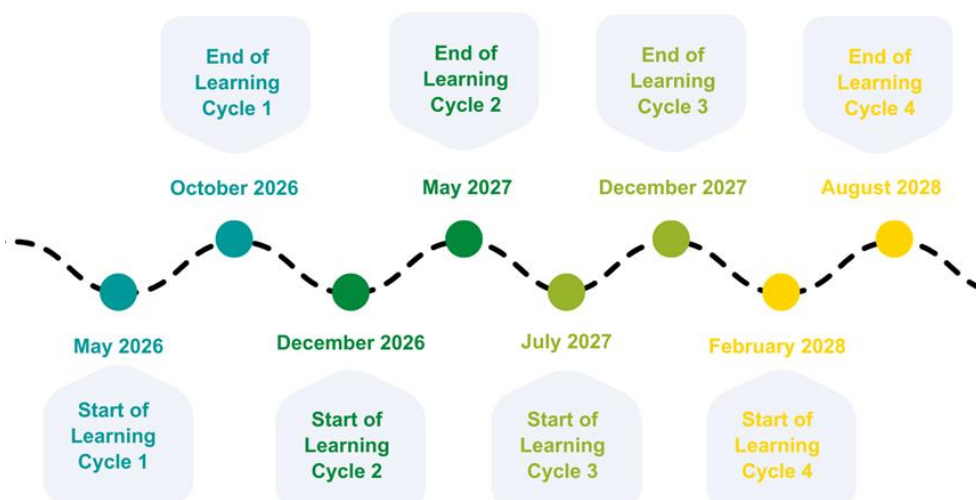 End of
Learning
Cycle 1
End of
Learning
Cycle 2
End of
Learning
Cycle 3
End of
Learning
Cycle 4
October 2026
May 2027
December 2027
August 2028
May 2026
December 2026
July 2027
February 2028
Start of
Learning
Cycle 1
Start of
Learning
Cycle 2
Start of
Learning
Cycle 3
Start of
Learning
Cycle 4